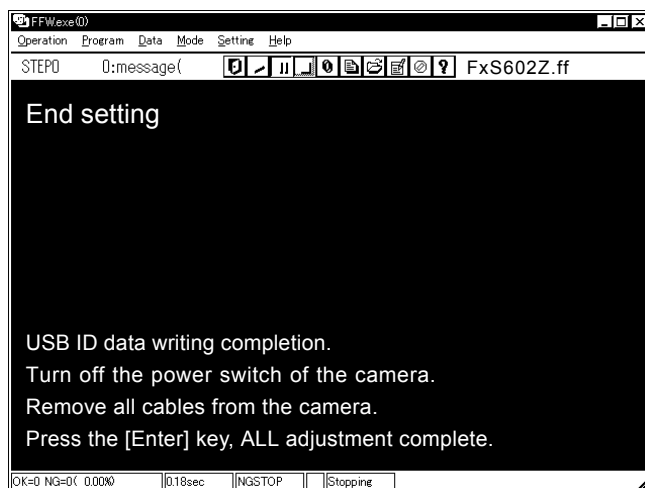 FFW.exe(0)
Operation Program Data Mode Setting Help
STEP0 0:message( FxS602Z.ff
End setting
USB ID data writing completion.
Turn off the power switch of the camera.
Remove all cables from the camera.
Press the [Enter] key, ALL adjustment complete.
OK=0 NG=0( 0.00%) 0.18sec NGSTOP Stopping